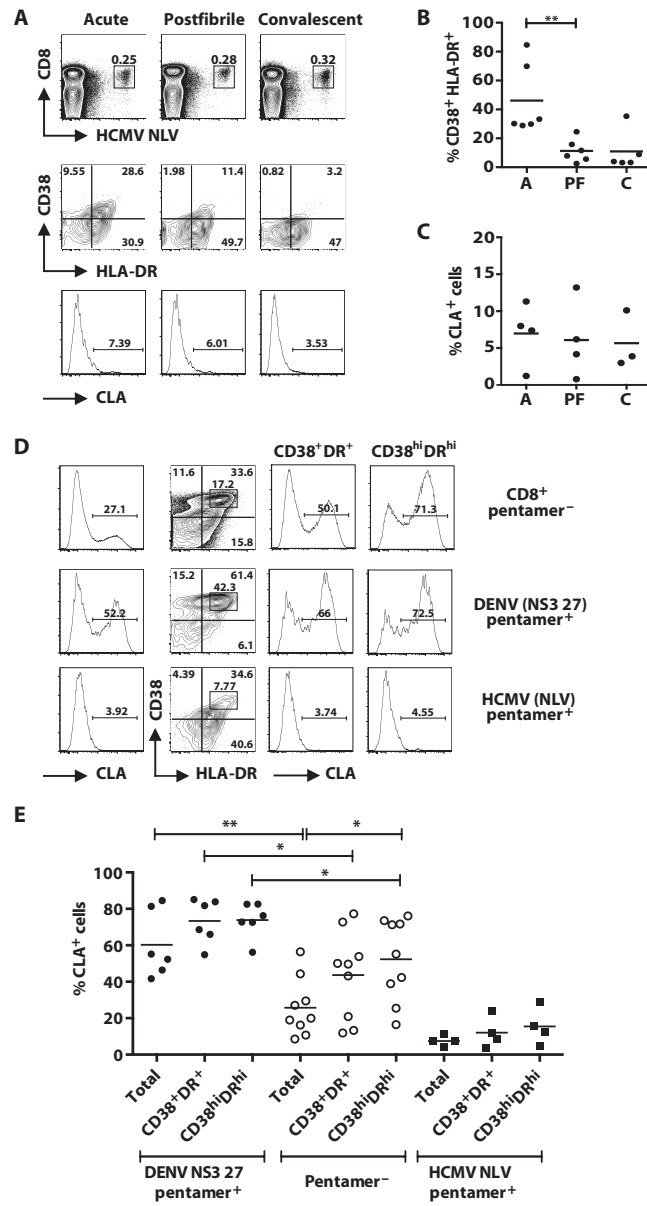 A
Acute Postfibrile Convalescent
0.25 0.28 0.32
CD8
HCMV NLV
9.55 28.6 1.98 11.4 0.82 3.2
CD38
30.9 49.7 47
HLA-DR
7.39 6.01 3.53
CLA
B
100
80
60
40
20
0
% CD38+ HLA-DR+
**
A PF C
C
20
15
10
5
0
% CLA+ cells
A PF C
D
CD38+DR+ CD38hiDRhi
27.1 11.6 33.6 17.2 15.8 50.1 71.3
CD8+
pentamer−
52.2 15.2 61.4 42.3 6.1 66 72.5
DENV (NS3 27)
pentamer+
3.92 4.39 34.6 7.77 40.6 3.74 4.55
HCMV (NLV)
pentamer+
CD38
CLA HLA-DR CLA
E
** *
*
*
100
80
60
40
20
0
% CLA+ cells
Total CD38+DR+ CD38hiDRhi Total CD38+DR+ CD38hiDRhi Total CD38+DR+ CD38hiDRhi
DENV NS3 27
pentamer+
Pentamer−
HCMV NLV
pentamer+